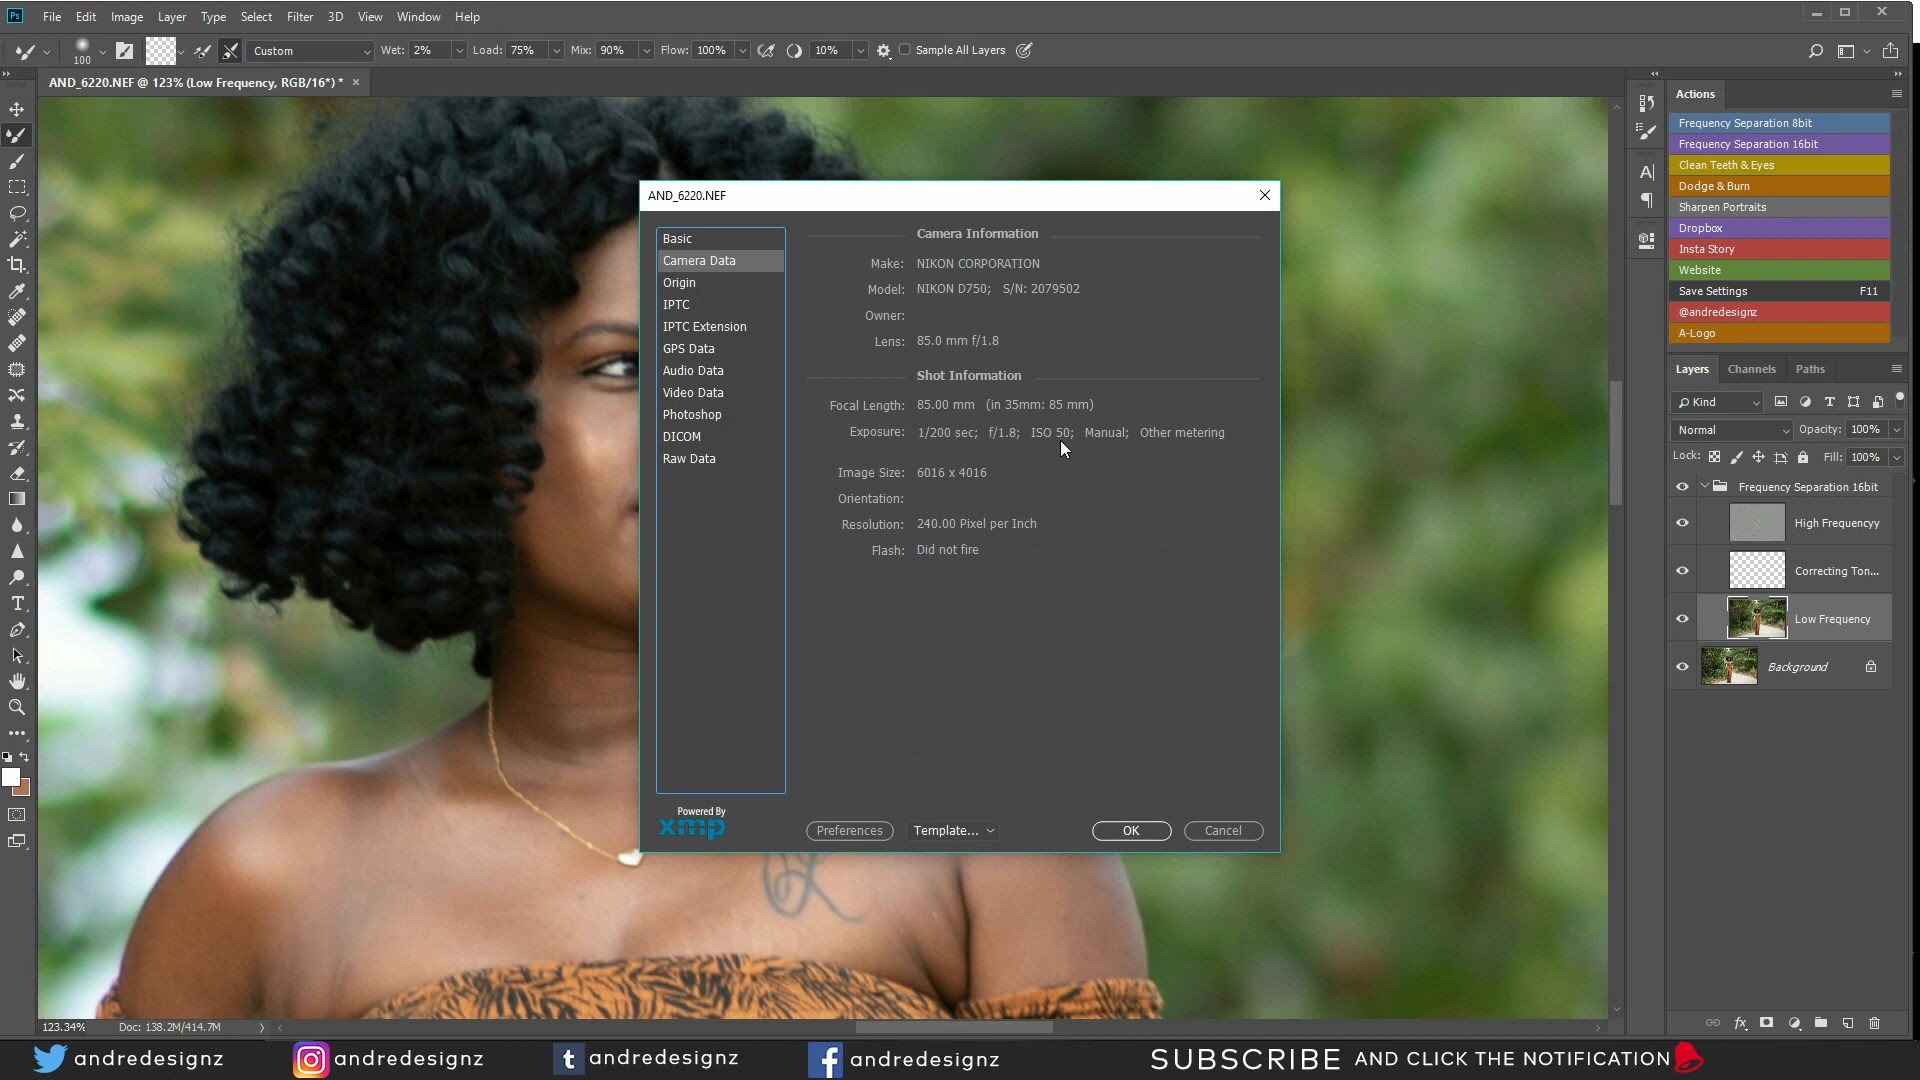 Ps File Edit Image Layer Type Select Filter 3D View Window Help
100 Custom Wet: 2% Load: 75% Mix: 90% Flow: 100% 10% Sample All Layers
AND_6220.NEF @ 123% (Low Frequency, RGB/16*) *
AND_6220.NEF
Basic
Camera Data
Origin
IPTC
IPTC Extension
GPS Data
Audio Data
Video Data
Photoshop
DICOM
Raw Data
Powered By
xmp
Camera Information
Make: NIKON CORPORATION
Model: NIKON D750; S/N: 2079502
Owner:
Lens: 85.0 mm f/1.8
Shot Information
Focal Length: 85.00 mm (in 35mm: 85 mm)
Exposure: 1/200 sec; f/1.8; ISO 50; Manual; Other metering
Image Size: 6016 x 4016
Orientation:
Resolution: 240.00 Pixel per Inch
Flash: Did not fire
Preferences Template... OK Cancel
Actions
Frequency Separation 8bit
Frequency Separation 16bit
Clean Teeth & Eyes
Dodge & Burn
Sharpen Portraits
Dropbox
Insta Story
Website
Save Settings F11
@andredesignz
A-Logo
Layers Channels Paths
Kind
Normal Opacity: 100%
Lock: Fill: 100%
Frequency Separation 16bit
High Frequencyy
Correcting Ton...
Low Frequency
Background
123.34% Doc: 138.2M/414.7M
andredesignz andredesignz andredesignz andredesignz SUBSCRIBE AND CLICK THE NOTIFICATION